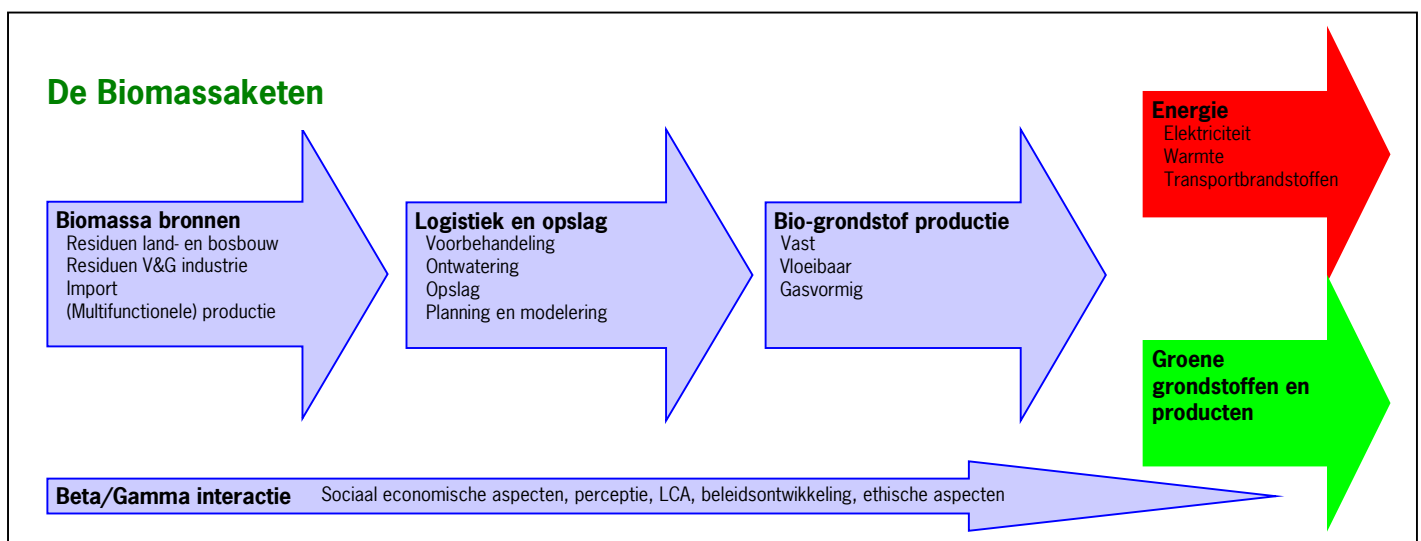 De Biomassaketen
Biomassa bronnen
Residuen land- en bosbouw
Residuen V&G industrie
Import
(Multifunctionele) productie
Logistiek en opslag
Voorbehandeling
Ontwatering
Opslag
Planning en modelering
Bio-grondstof productie
Vast
Vloeibaar
Gasvormig
Energie
Elektriciteit
Warmte
Transportbrandstoffen
Groene
grondstoffen en
producten
Beta/Gamma interactie Sociaal economische aspecten, perceptie, LCA, beleidsontwikkeling, ethische aspecten